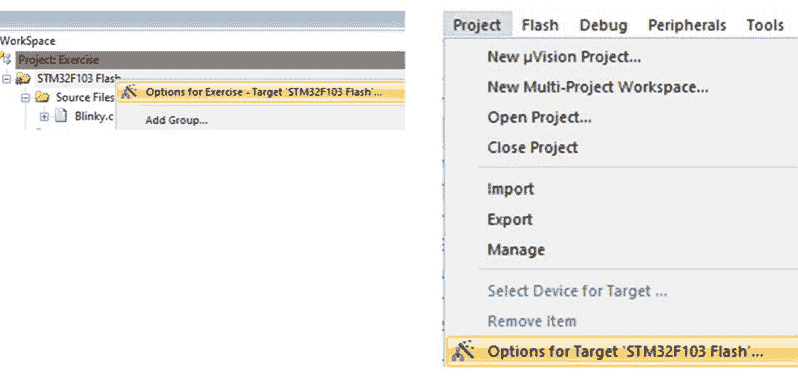 WorkSpace
Project: Exercise
STM32F103 Flash
Source Files
Options for Exercise - Target 'STM32F103 Flash'...
Blinky.c
Add Group...
Project Flash Debug Peripherals Tools
New µVision Project...
New Multi-Project Workspace...
Open Project...
Close Project
Import
Export
Manage
Select Device for Target ...
Remove Item
Options for Target 'STM32F103 Flash'...